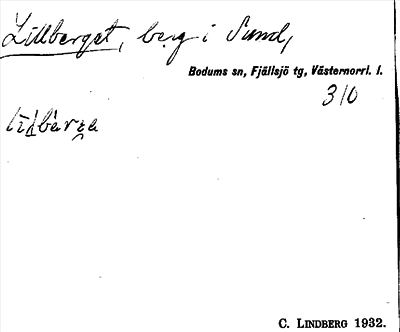 Lillberget, berg i Sund,
Bodums sn, Fjällsjö tg, Västernorrl. l.
310
C. LINDBERG 1932.